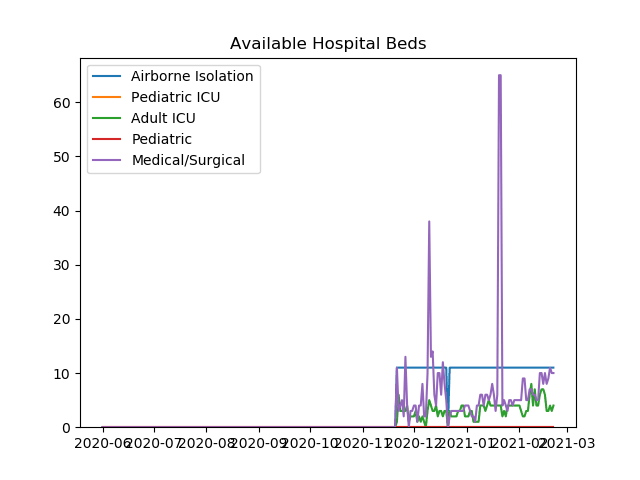 Available Hospital Beds
Airborne Isolation
Pediatric ICU
Adult ICU
Pediatric
Medical/Surgical
60
50
40
30
20
10
0
2020-06 2020-07 2020-08 2020-09 2020-10 2020-11 2020-12 2021-01 2021-02 2021-03